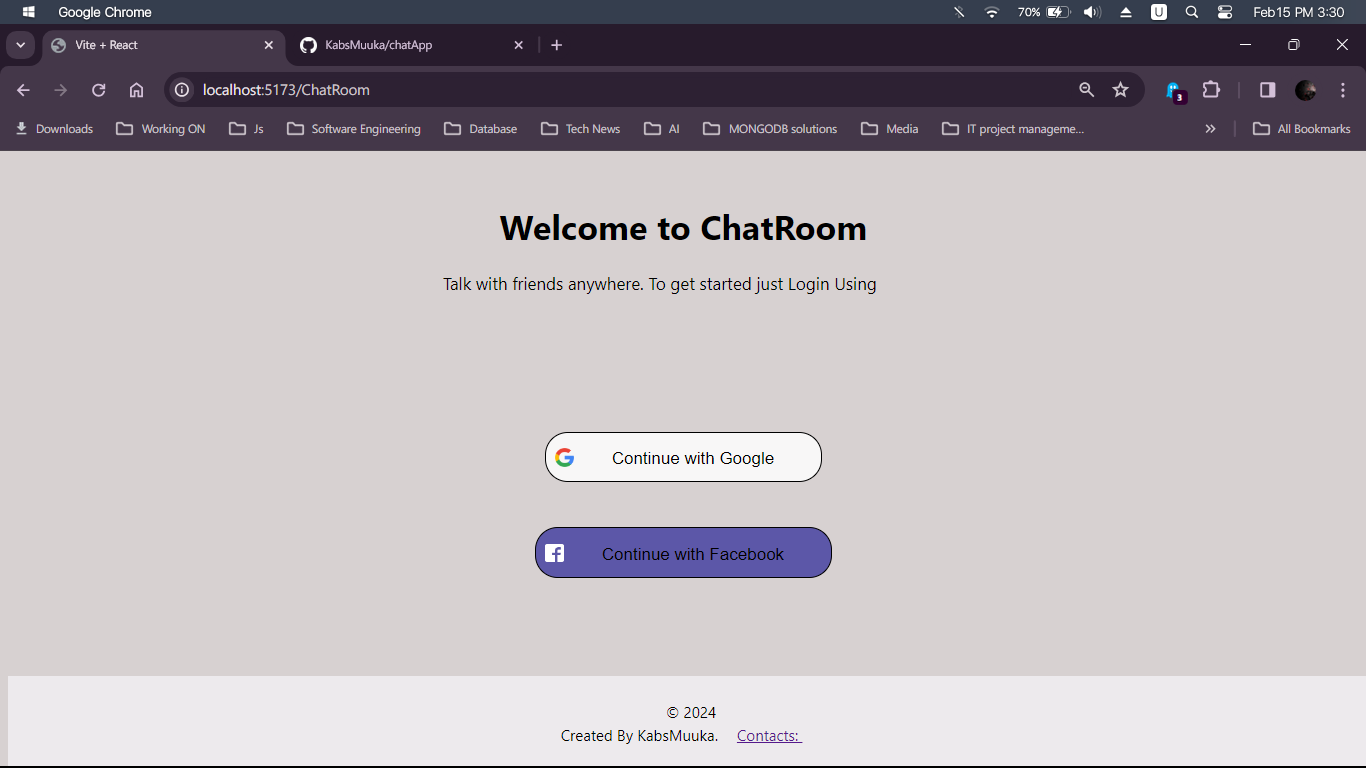 Google Chrome
70%
U
Feb15 PM 3:30
Vite + React
KabsMuuka/chatApp
localhost:5173/ChatRoom
3
Downloads
Working ON
Js
Software Engineering
Database
Tech News
AI
MONGODB solutions
Media
IT project manageme...
All Bookmarks
Welcome to ChatRoom
Talk with friends anywhere. To get started just Login Using
Continue with Google
Continue with Facebook
© 2024
Created By KabsMuuka. Contacts: